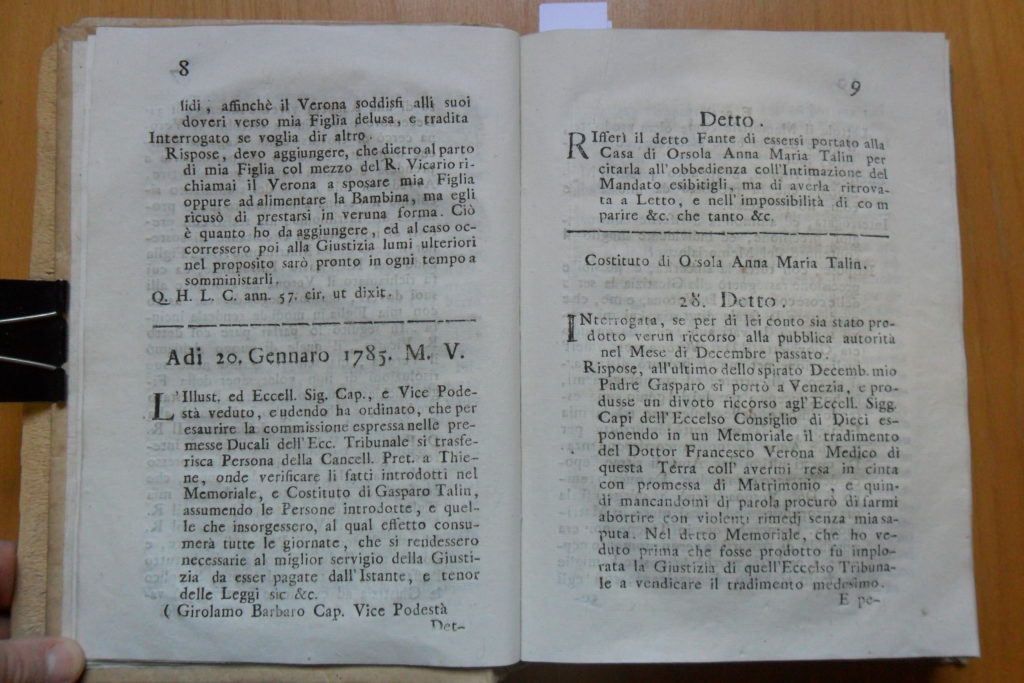 8
lidi, affinchè il Verona soddisfi alli suoi
doveri verso mia Figlia delusa, e tradita
Interrogato se voglia dir altro.
Rispose, devo aggiungere, che dietro al parto
di mia Figlia col mezzo del R. Vicario ri-
chiamai il Verona a sposare mia Figlia
oppure ad alimentare la Bambina, ma egli
ricusò di prestarsi in veruna forma. Ciò
è quanto ho da aggiungere, ed al caso oc-
corressero poi alla Giustizia lumi ulteriori
nel proposito sarò pronto in ogni tempo a
somministarli.
Q. H. L. C. ann. 57. cir. ut dixit.
Adi 20. Gennaro 1785. M. V.
L'Illust. ed Eccell. Sig. Cap., e Vice Pode-
stà veduto, e udendo ha ordinato, che per
esaurire la commissione espressa nelle pre-
messe Ducali dell'Ecc. Tribunale si trasfe-
risca Persona della Cancell. Pret. a Thie-
ne, onde verificare li fatti introdotti nel
Memoriale, e Costituto di Gasparo Talin,
assumendo le Persone introdotte, e quel-
le che insorgessero, al qual effetto consu-
merà tutte le giornate, che si rendessero
necessarie al miglior servigio della Giusti-
zia da esser pagate dall'Istante, e tenor
delle Leggi sic &c.
( Girolamo Barbaro Cap. Vice Podestà
Det-
9
Detto.
RIfferì il detto Fante di essersi portato alla
Casa di Orsola Anna Maria Talin per
citarla all'obbedienza coll'Intimazione del
Mandato esibitigli, ma di averla ritrova-
ta a Letto, e nell'impossibilità di com
parire &c. che tanto &c.
Costituto di Orsola Anna Maria Talin.
28. Detto.
INterrogata, se per di lei conto sia stato pro-
dotto verun riccorso alla pubblica autorità
nel Mese di Decembre passato.
Rispose, all'ultimo dello spirato Decemb. mio
Padre Gasparo si portò a Venezia, e pro-
dusse un divoto riccorso agl'Eccell. Sigg.
Capi dell'Eccelso Consiglio di Dieci es-
ponendo in un Memoriale il tradimento
del Dottor Francesco Verona Medico di
questa Terra coll' avermi resa in cinta
con promessa di Matrimonio, e quin-
di mancandomi di parola procurò di farmi
abortire con violenti rimedj senza mia sa-
puta. Nel detto Memoriale, che ho ve-
duto prima che fosse prodotto fu implo-
rata la Giustizia di quell'Eccelso Tribuna-
le a vendicare il tradimento medesimo.
E pe-